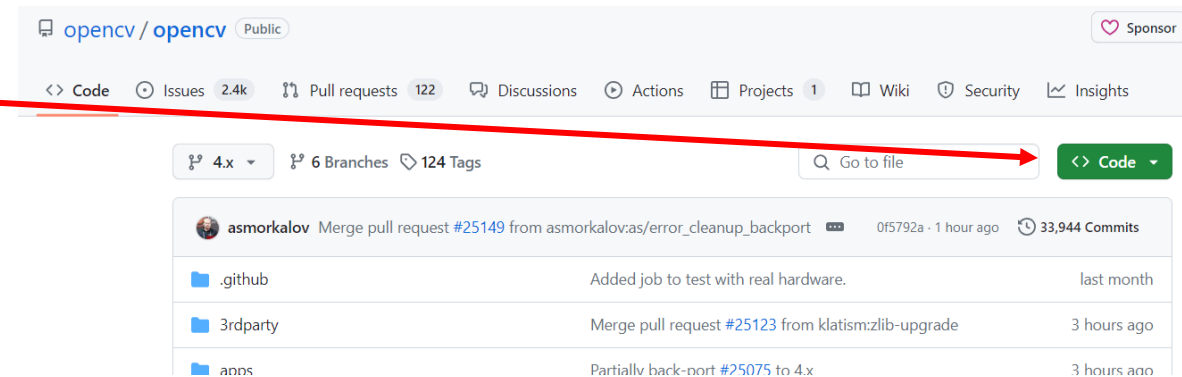 opencv / opencv Public Sponsor
Code Issues 2.4k Pull requests 122 Discussions Actions Projects 1 Wiki Security Insights
4.x 6 Branches 124 Tags Go to file Code
asmorkalov Merge pull request #25149 from asmorkalov:as/error_cleanup_backport 0f5792a · 1 hour ago 33,944 Commits
.github Added job to test with real hardware. last month
3rdparty Merge pull request #25123 from klatism:zlib-upgrade 3 hours ago
apps Partially back-port #25075 to 4.x 3 hours ago